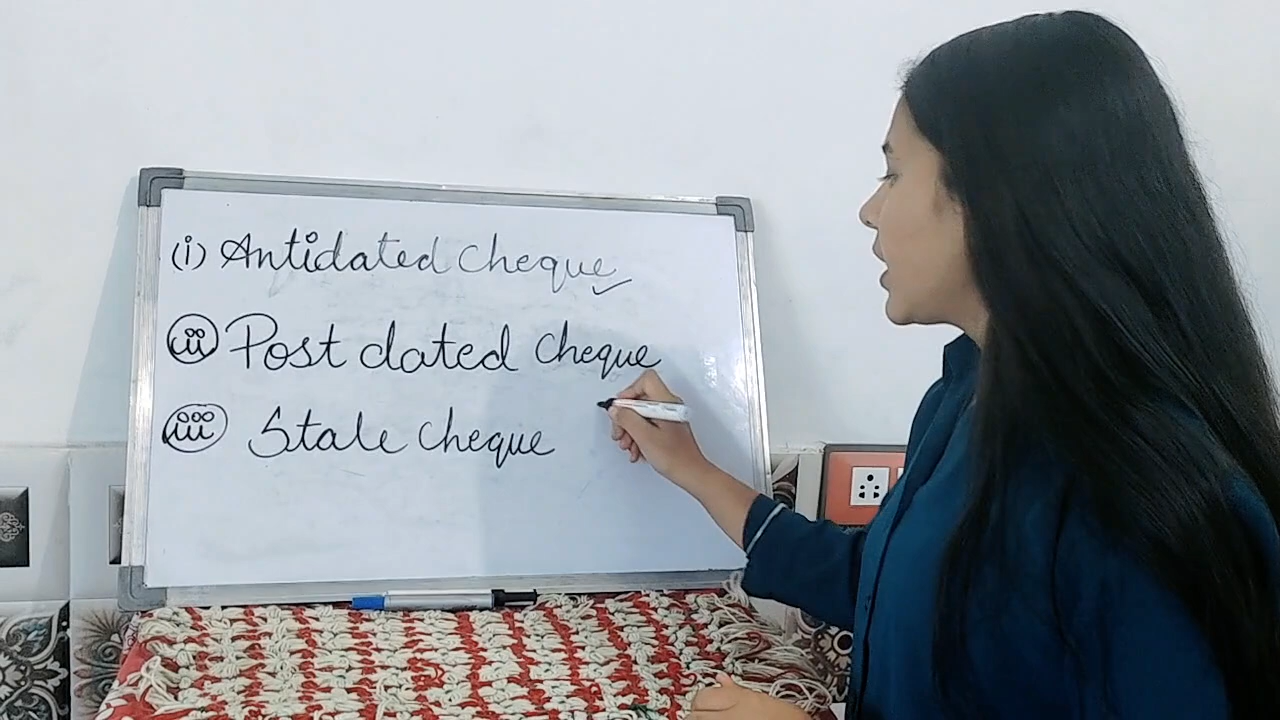 (i) Antidated cheque
(ii) Post dated cheque
(iii) Stale cheque